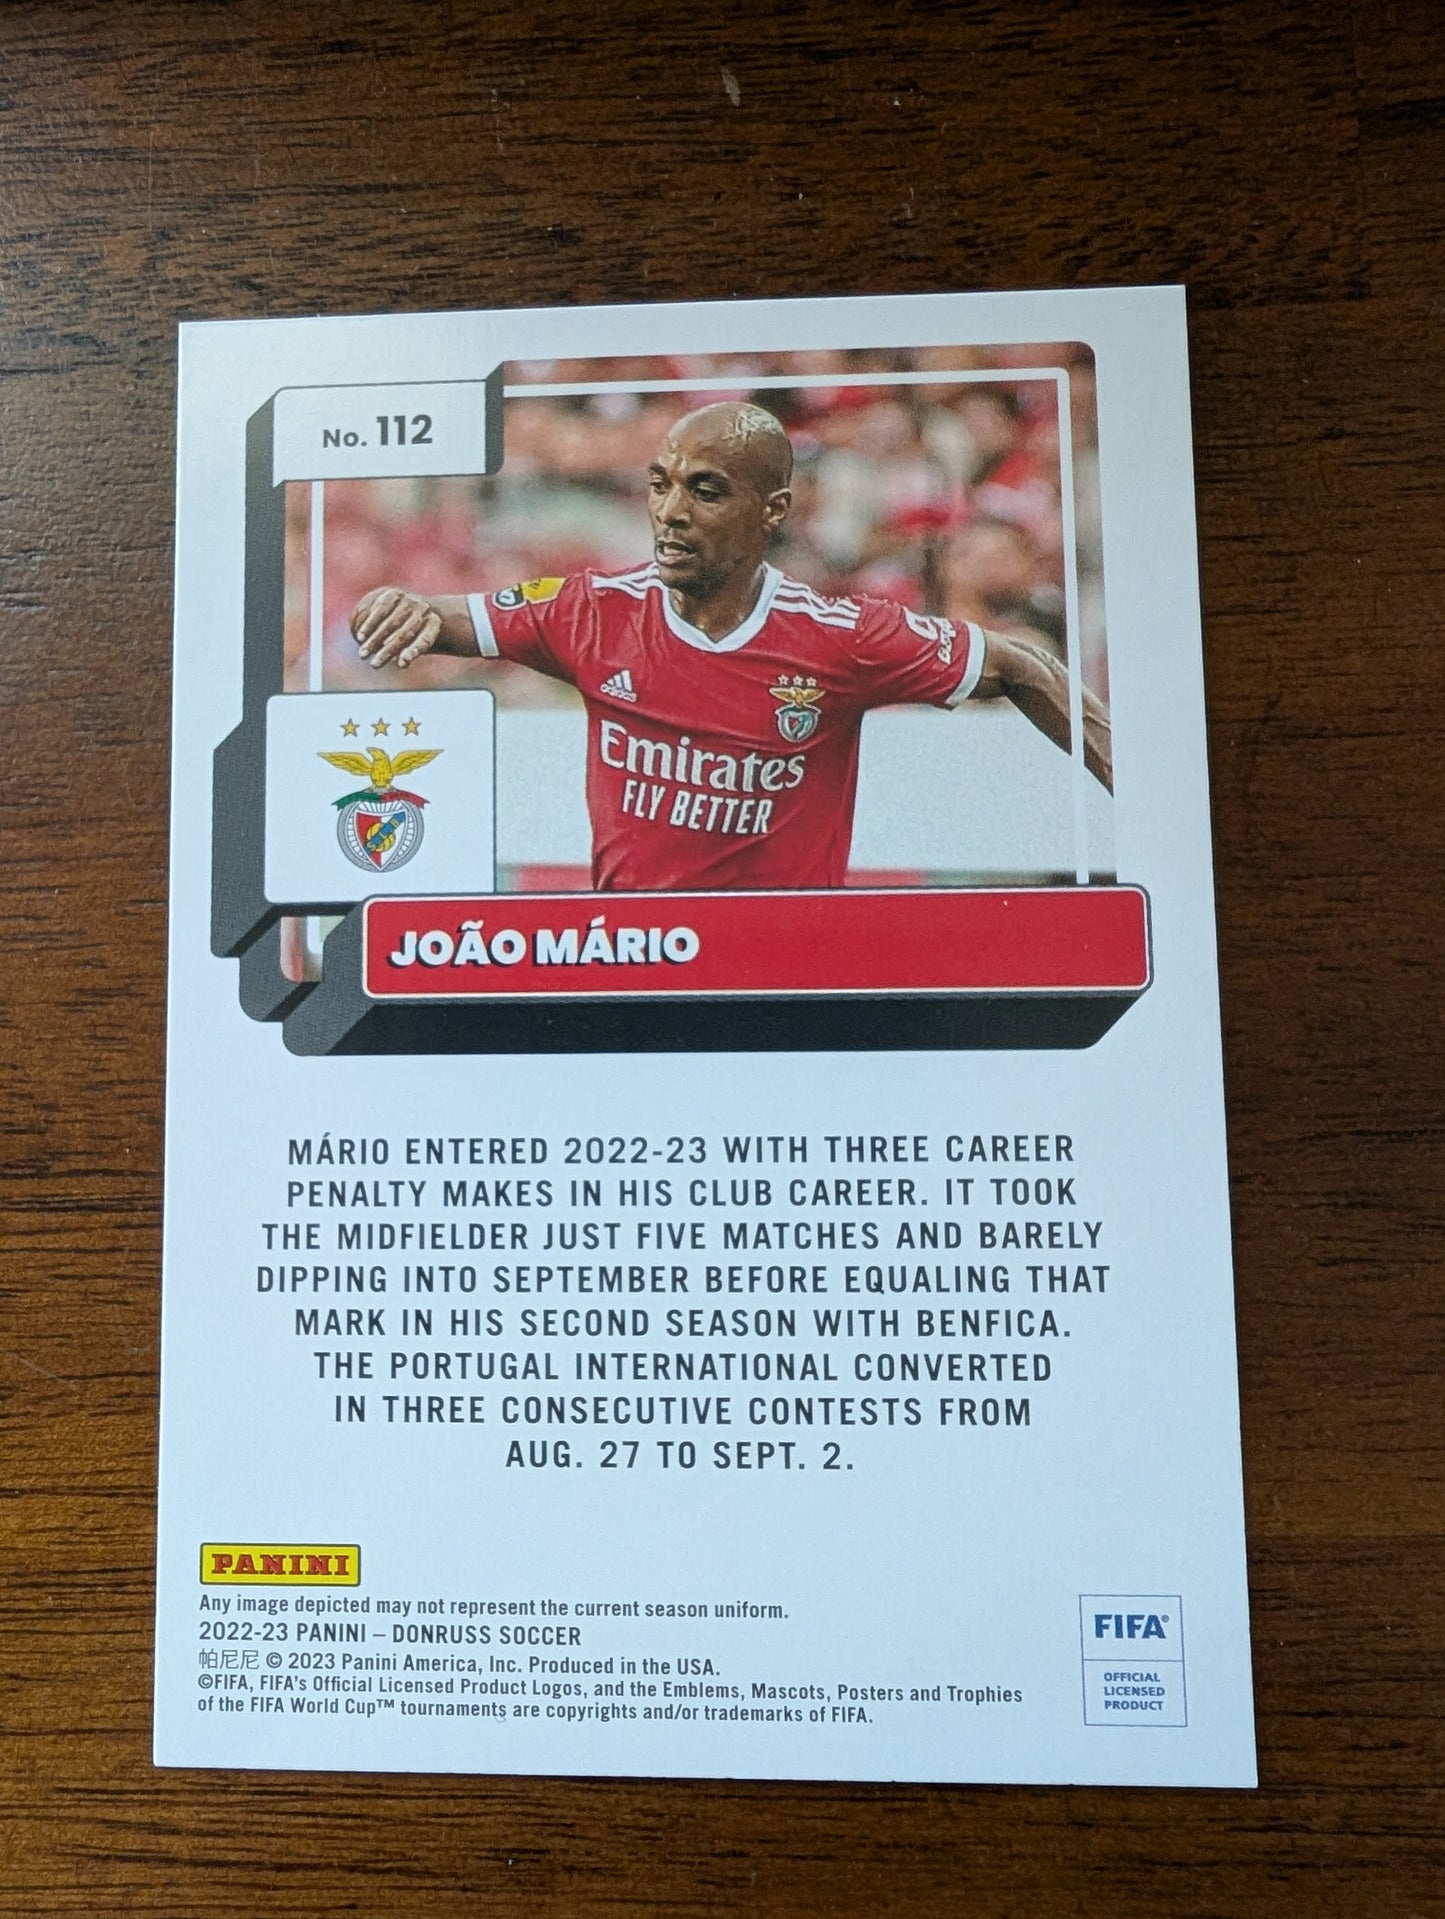 No. 112
adidas
Emirates
FLY BETTER
JOÃO MÁRIO
MÁRIO ENTERED 2022-23 WITH THREE CAREER
PENALTY MAKES IN HIS CLUB CAREER. IT TOOK
THE MIDFIELDER JUST FIVE MATCHES AND BARELY
DIPPING INTO SEPTEMBER BEFORE EQUALING THAT
MARK IN HIS SECOND SEASON WITH BENFICA.
THE PORTUGAL INTERNATIONAL CONVERTED
IN THREE CONSECUTIVE CONTESTS FROM
AUG. 27 TO SEPT. 2.
PANINI
Any image depicted may not represent the current season uniform.
2022-23 PANINI – DONRUSS SOCCER
帕尼尼 © 2023 Panini America, Inc. Produced in the USA.
©FIFA, FIFA's Official Licensed Product Logos, and the Emblems, Mascots, Posters and Trophies
of the FIFA World Cup™ tournaments are copyrights and/or trademarks of FIFA.
FIFA®
OFFICIAL
LICENSED
PRODUCT